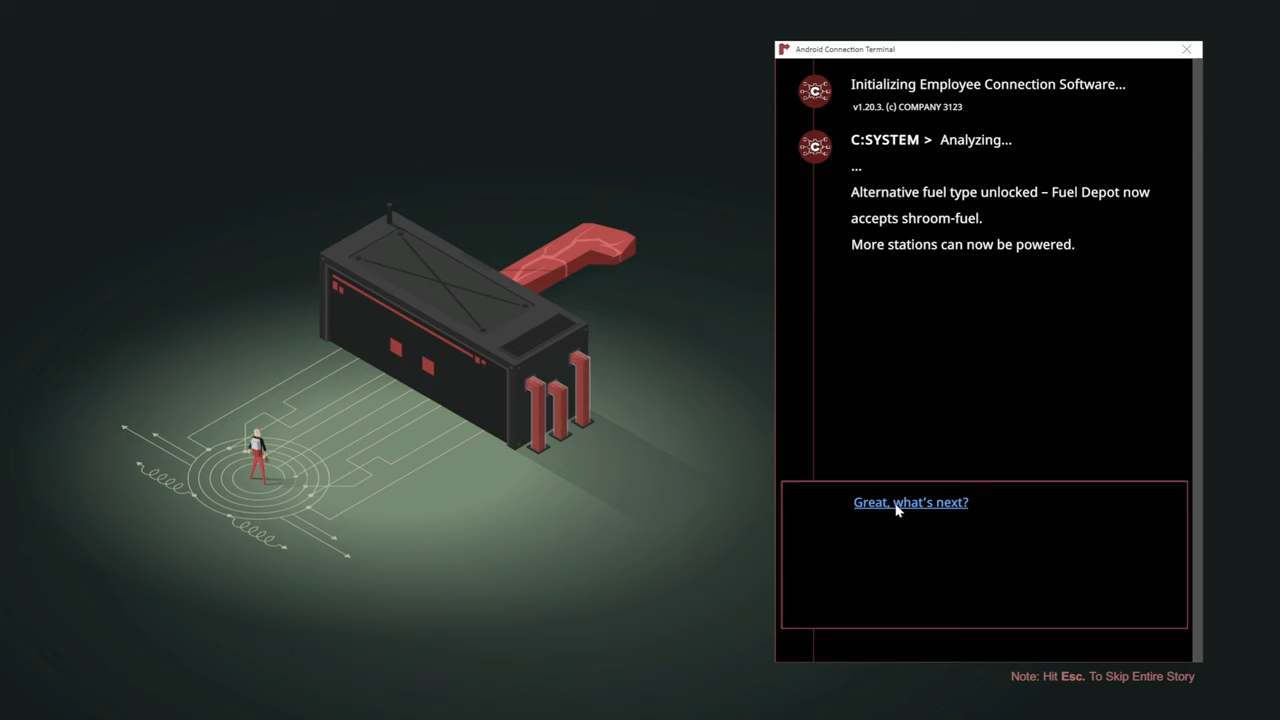 Android Connection Terminal
Initializing Employee Connection Software...
v1.20.3. (c) COMPANY 3123
C:SYSTEM > Analyzing...
...
Alternative fuel type unlocked – Fuel Depot now
accepts shroom-fuel.
More stations can now be powered.
Great, what's next?
Note: Hit Esc. To Skip Entire Story